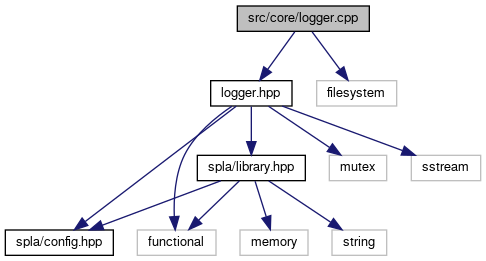 src/core/logger.cpp
logger.hpp
filesystem
spla/library.hpp
mutex
sstream
spla/config.hpp
functional
memory
string